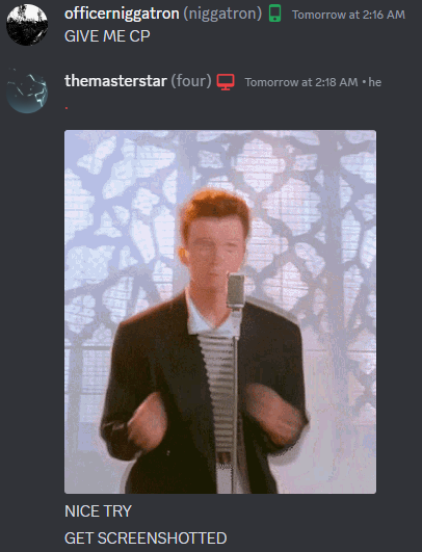 officerniggatron (niggatron) Tomorrow at 2:16 AM
GIVE ME CP
themasterstar (four) Tomorrow at 2:18 AM • he
.
NICE TRY
GET SCREENSHOTTED